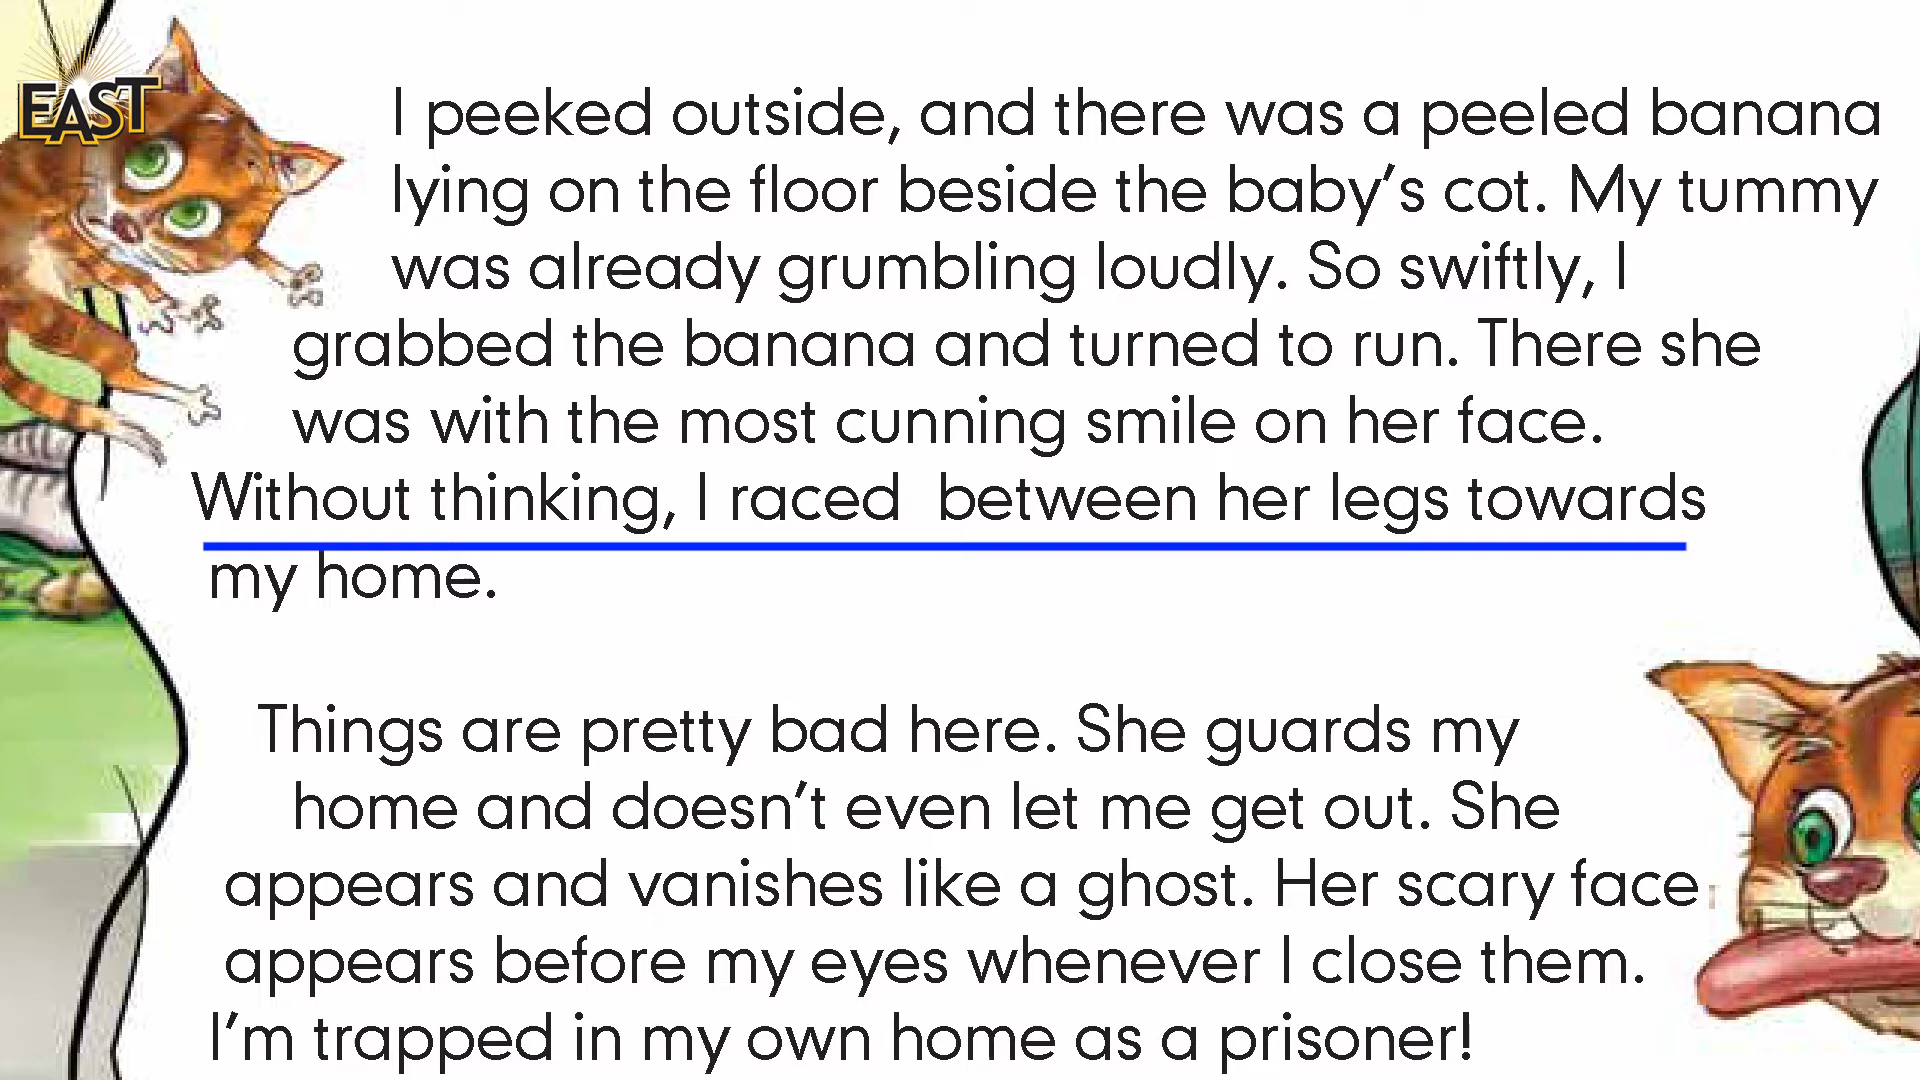 EAST
I peeked outside, and there was a peeled banana
lying on the floor beside the baby’s cot. My tummy
was already grumbling loudly. So swiftly, I
grabbed the banana and turned to run. There she
was with the most cunning smile on her face.
Without thinking, I raced  between her legs towards
my home.
Things are pretty bad here. She guards my
home and doesn’t even let me get out. She
appears and vanishes like a ghost. Her scary face
appears before my eyes whenever I close them.
I’m trapped in my own home as a prisoner!